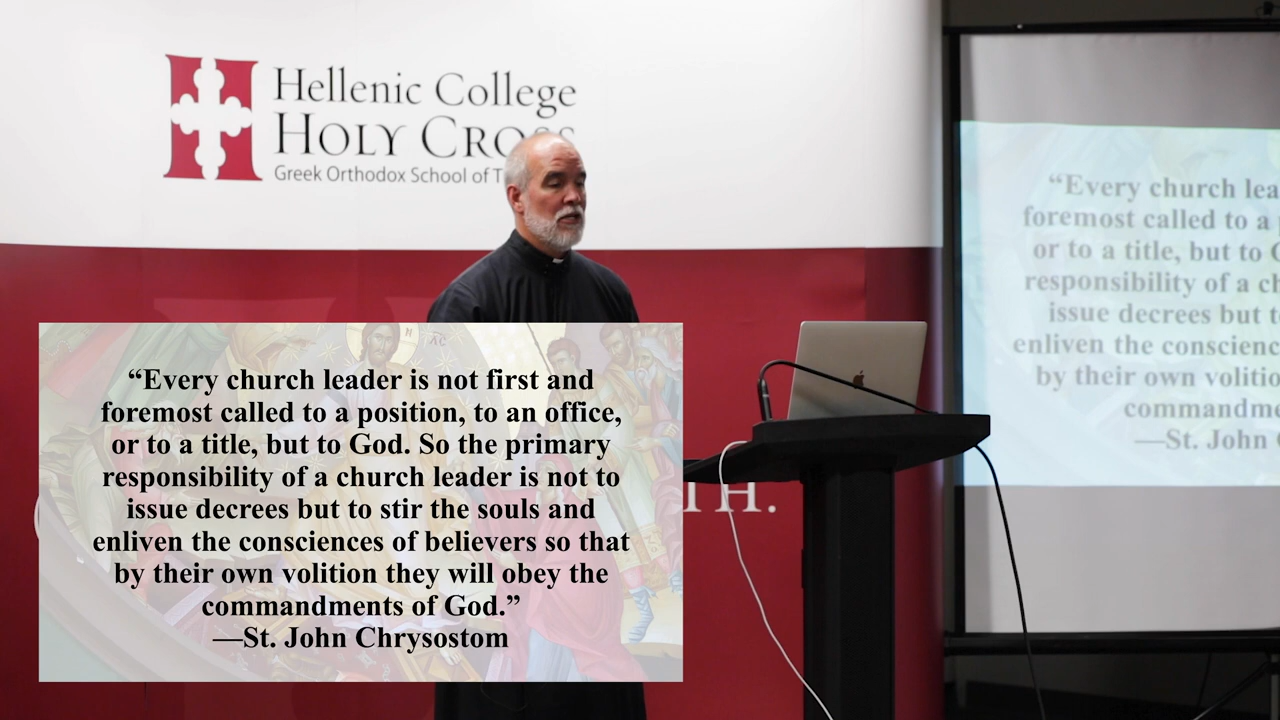 Hellenic College
HOLY CROSS
Greek Orthodox School of T
“Every church leader is not first and
foremost called to a position, to an office,
or to a title, but to God. So the primary
responsibility of a church leader is not to
issue decrees but to stir the souls and
enliven the consciences of believers so that
by their own volition they will obey the
commandments of God.”
—St. John Chrysostom
TH.
“Every church lea
foremost called to a
or to a title, but to G
responsibility of a ch
issue decrees but t
enliven the conscienc
by their own volitio
commandme
—St. John C